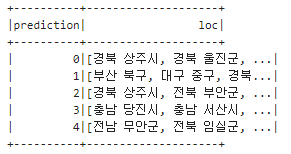 +----------+--------------------+
|prediction|                 loc|
+----------+--------------------+
|         0|[경북 상주시, 경북 울진군, ...|
|         1|[부산 북구, 대구 중구, 경북...|
|         2|[경북 상주시, 전북 부안군, ...|
|         3|[충남 당진시, 충남 서산시, ...|
|         4|[전남 무안군, 전북 임실군, ...|
+----------+--------------------+